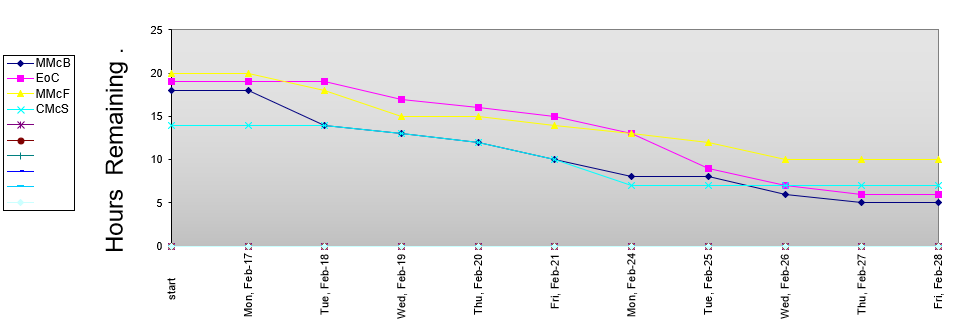 MMcB
EoC
MMcF
CMcS
Hours Remaining .
25
20
15
10
5
0
start
Mon, Feb-17
Tue, Feb-18
Wed, Feb-19
Thu, Feb-20
Fri, Feb-21
Mon, Feb-24
Tue, Feb-25
Wed, Feb-26
Thu, Feb-27
Fri, Feb-28